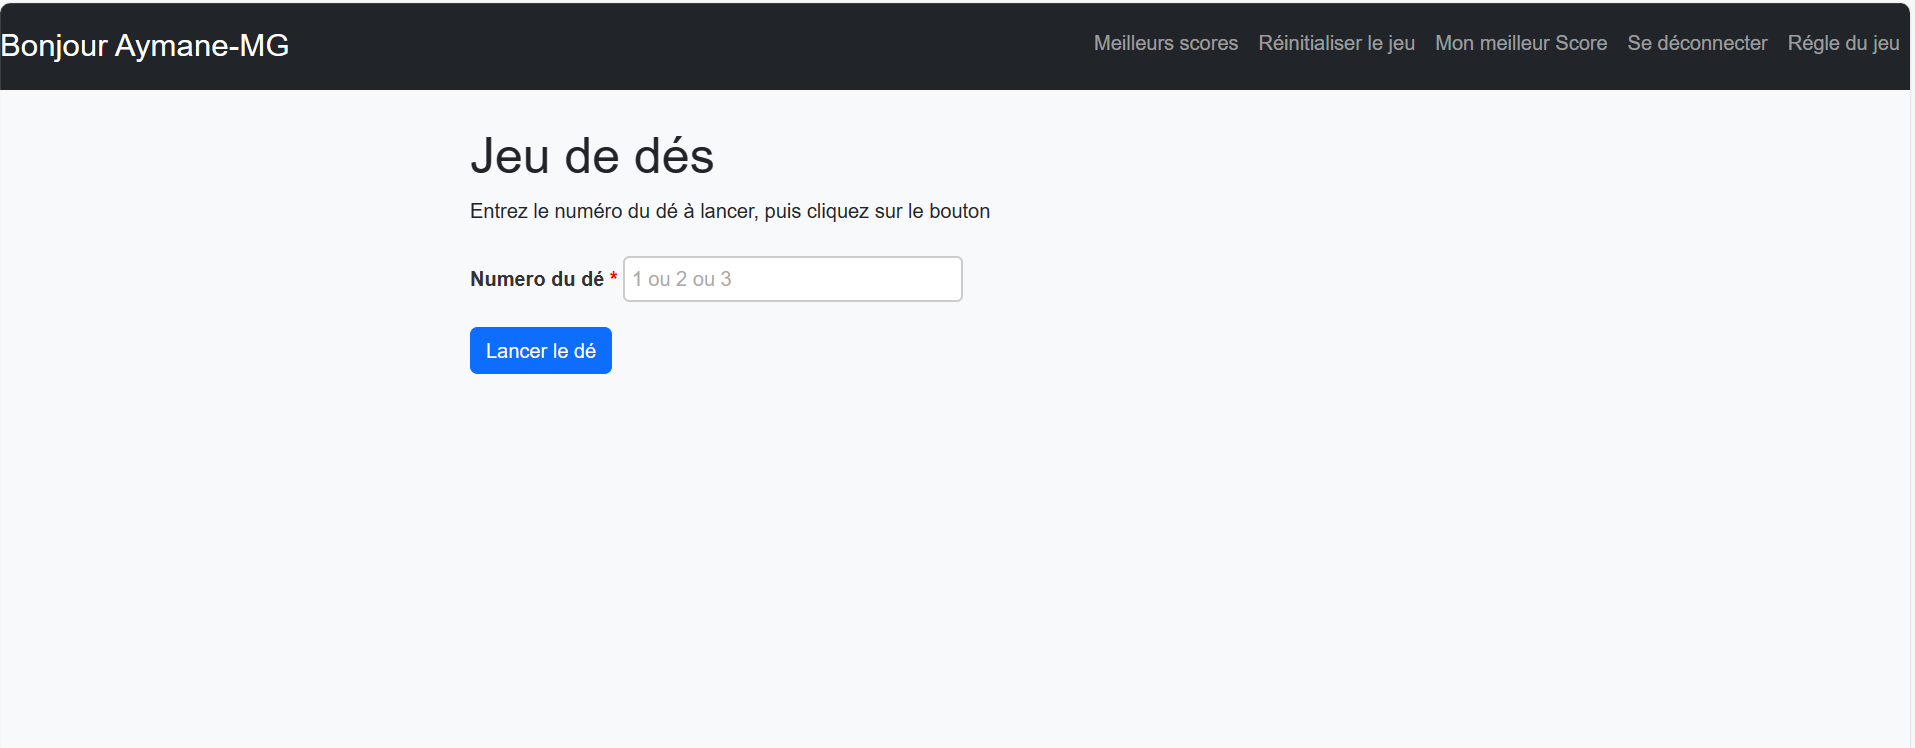 Bonjour Aymane-MG
Meilleurs scores Réinitialiser le jeu Mon meilleur Score Se déconnecter Régle du jeu
Jeu de dés
Entrez le numéro du dé à lancer, puis cliquez sur le bouton
Numero du dé * 1 ou 2 ou 3
Lancer le dé